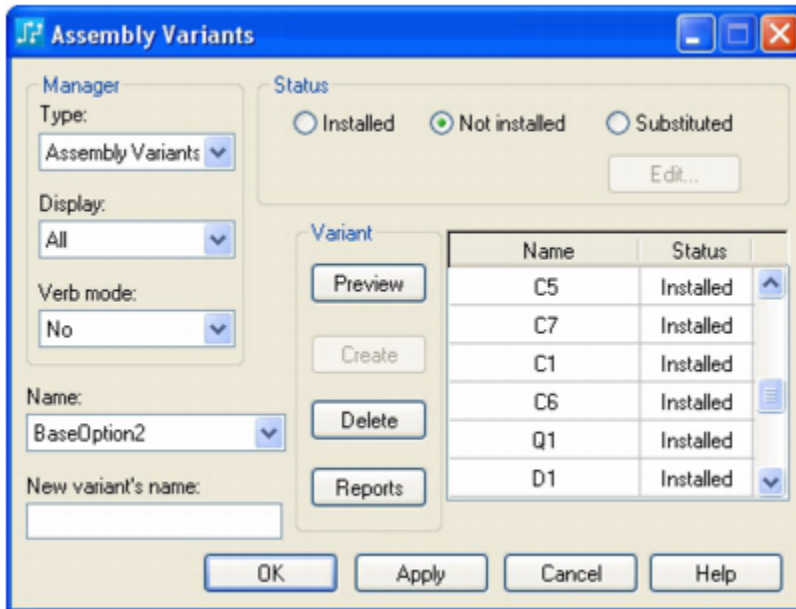 Assembly Variants
Manager
Type:
Assembly Variants
Display:
All
Verb mode:
No
Name:
BaseOption2
New variant's name:
Status
Installed Not installed Substituted
Edit...
Variant
Preview
Create
Delete
Reports
Name Status
C5 Installed
C7 Installed
C1 Installed
C6 Installed
Q1 Installed
D1 Installed
OK Apply Cancel Help